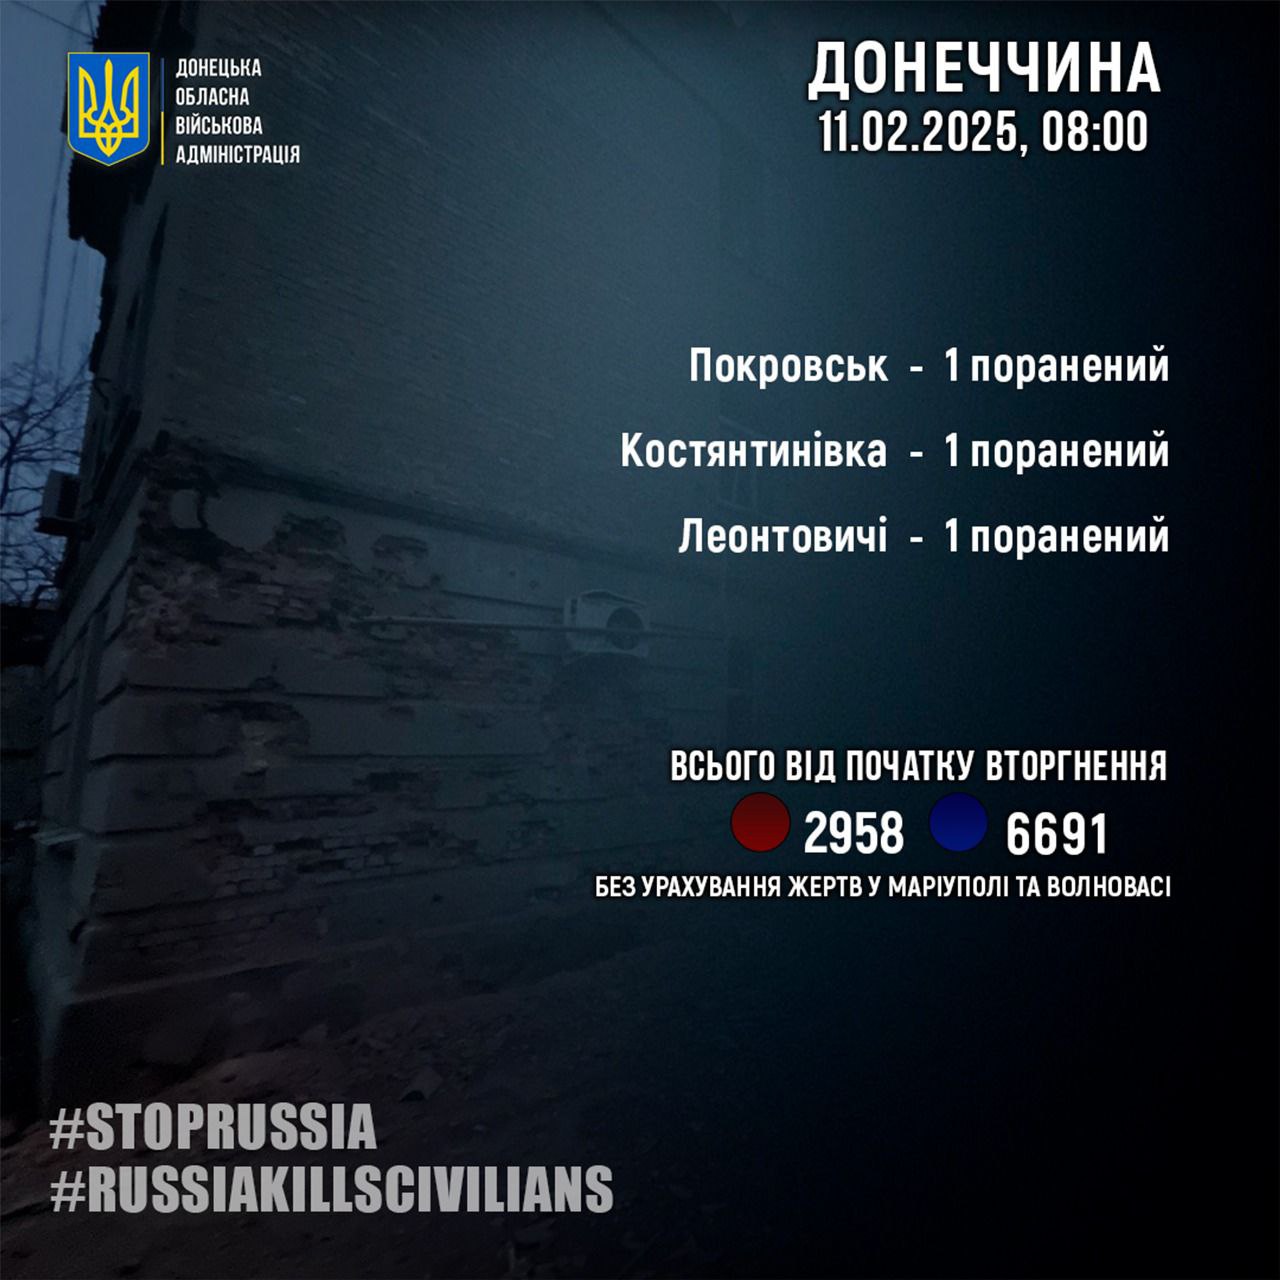 ДОНЕЦЬКА
ОБЛАСНА
ВІЙСЬКОВА
АДМІНІСТРАЦІЯ
ДОНЕЧЧИНА
11.02.2025, 08:00
Покровськ - 1 поранений
Костянтинівка - 1 поранений
Леонтовичі - 1 поранений
ВСЬОГО ВІД ПОЧАТКУ ВТОРГНЕННЯ
2958 6691
БЕЗ УРАХУВАННЯ ЖЕРТВ У МАРІУПОЛІ ТА ВОЛНОВАСІ
#STOPRUSSIA
#RUSSIAKILLSCIVILIANS